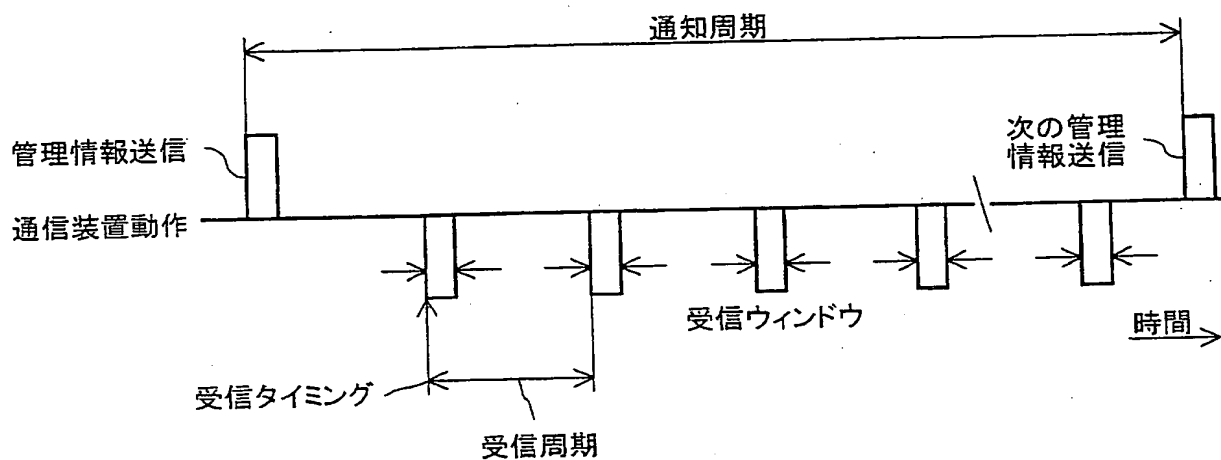 通知周期
管理情報送信
次の管理
情報送信
通信装置動作
受信ウィンドウ
時間
受信タイミング
受信周期